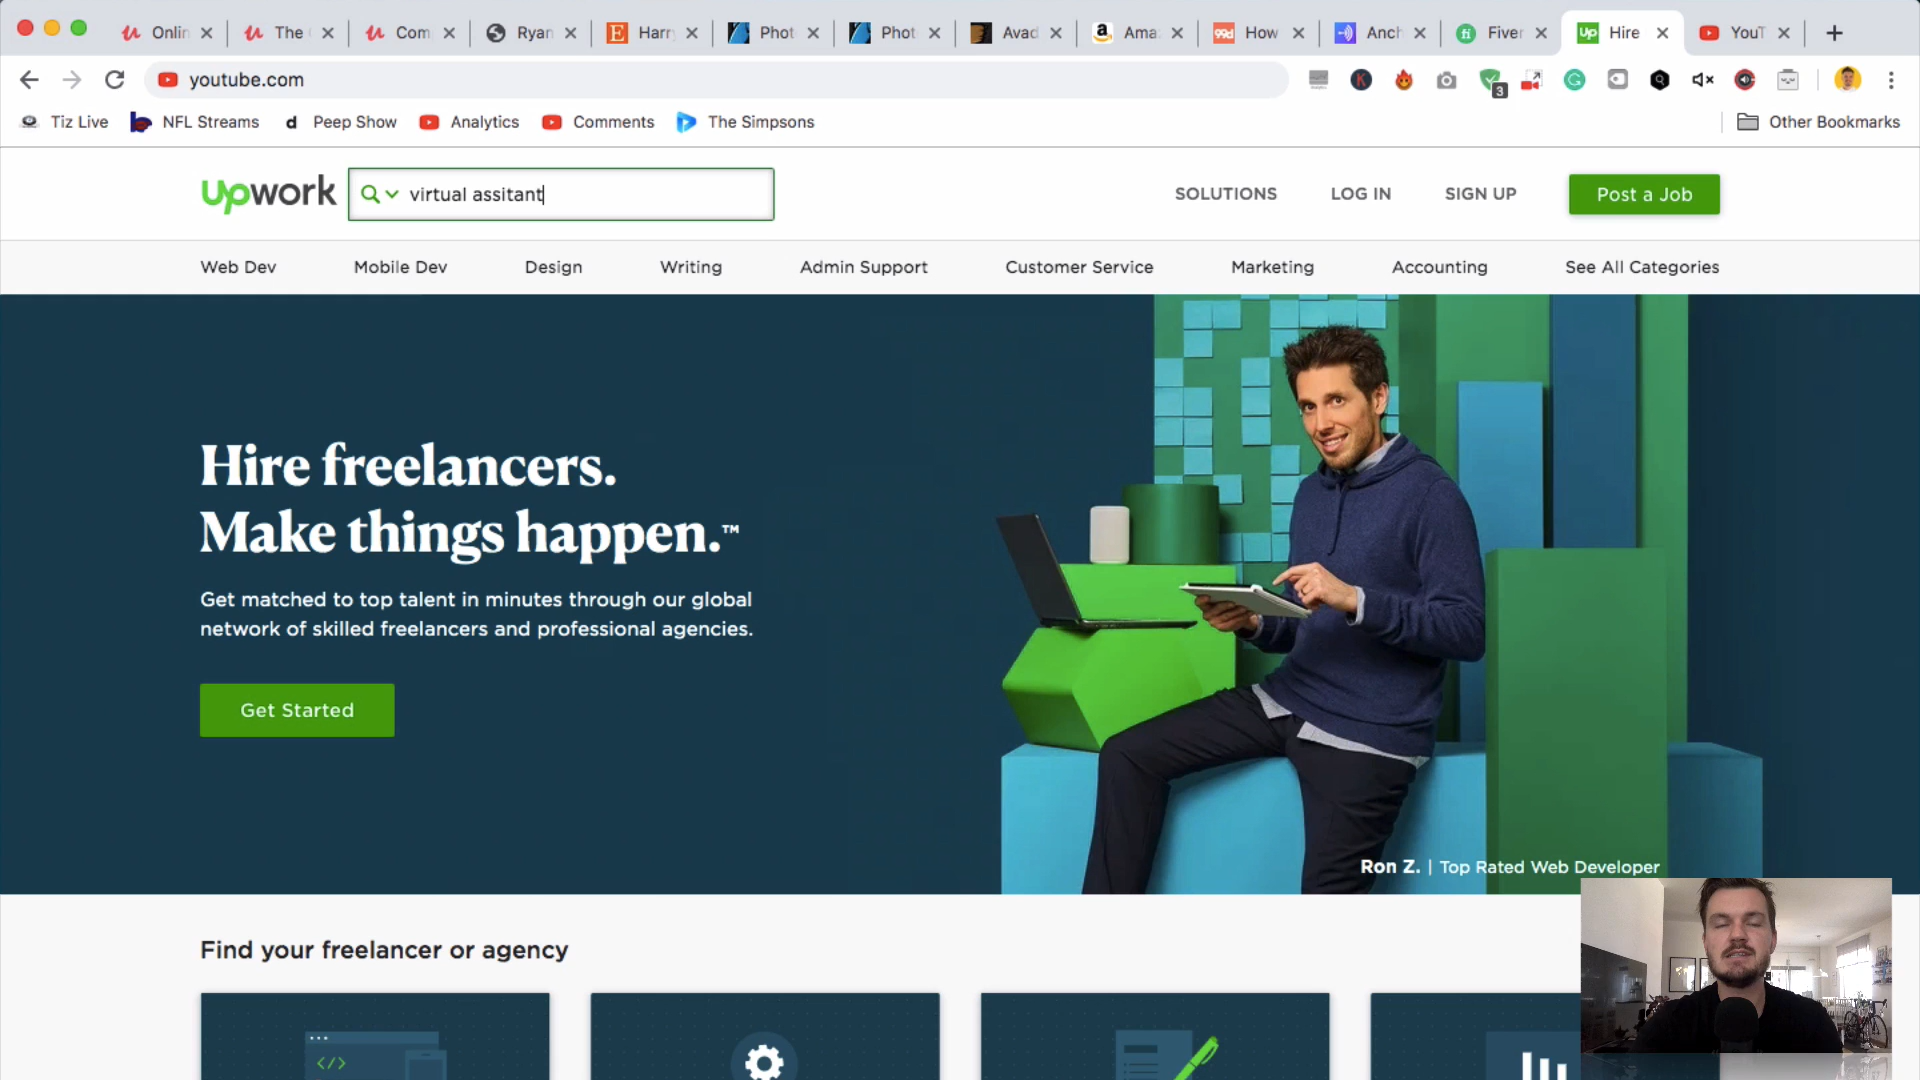 Onlin
The
Com
Ryan
Harr
Phot
Phot
Avad
Ama
How
Anch
Fiver
Up Hire
YouT
youtube.com
3
Tiz Live
NFL Streams
d Peep Show
Analytics
Comments
The Simpsons
Other Bookmarks
upwork
virtual assitant
SOLUTIONS
LOG IN
SIGN UP
Post a Job
Web Dev
Mobile Dev
Design
Writing
Admin Support
Customer Service
Marketing
Accounting
See All Categories
Hire freelancers.
Make things happen.™
Get matched to top talent in minutes through our global
network of skilled freelancers and professional agencies.
Get Started
Ron Z. | Top Rated Web Developer
Find your freelancer or agency
</>